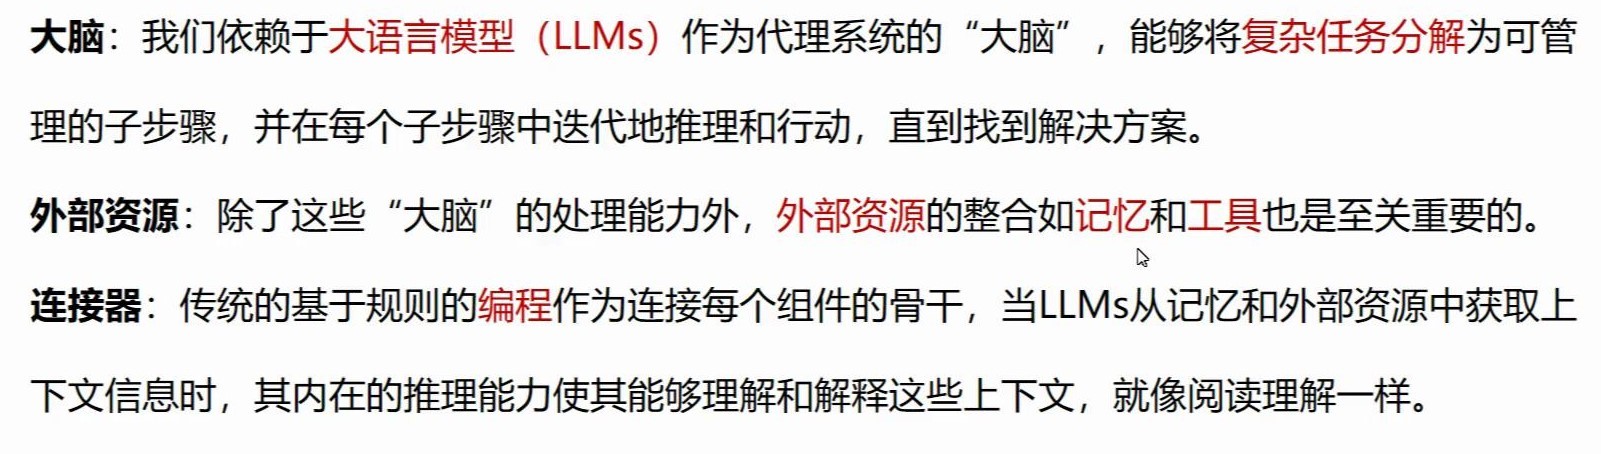 大脑：我们依赖于大语言模型（LLMs）作为代理系统的“大脑”，能够将复杂任务分解为可管
理的子步骤，并在每个子步骤中迭代地推理和行动，直到找到解决方案。
外部资源：除了这些“大脑”的处理能力外，外部资源的整合如记忆和工具也是至关重要的。
连接器：传统的基于规则的编程作为连接每个组件的骨干，当LLMs从记忆和外部资源中获取上
下文信息时，其内在的推理能力使其能够理解和解释这些上下文，就像阅读理解一样。